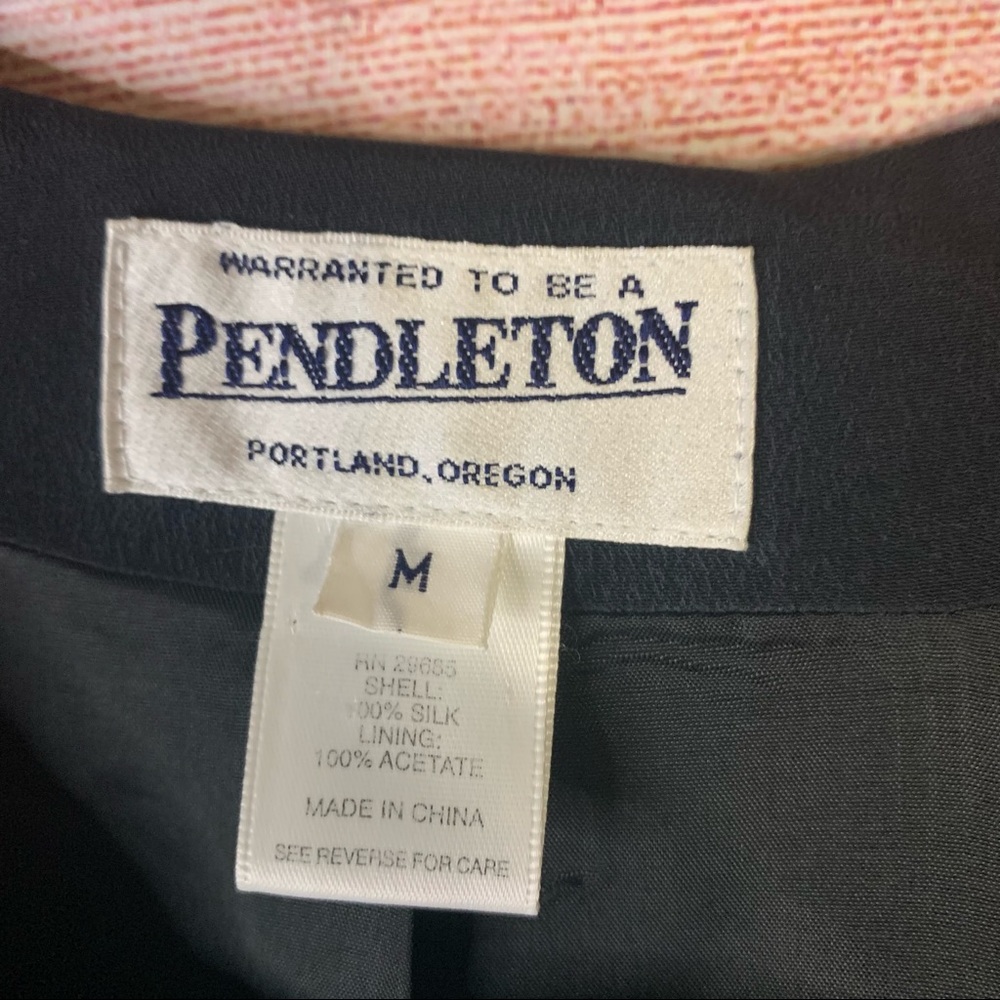 WARRANTED TO BE A
PENDLETON
PORTLAND, OREGON
M
RN 29685
SHELL:
100% SILK
LINING:
100% ACETATE
MADE IN CHINA
SEE REVERSE FOR CARE